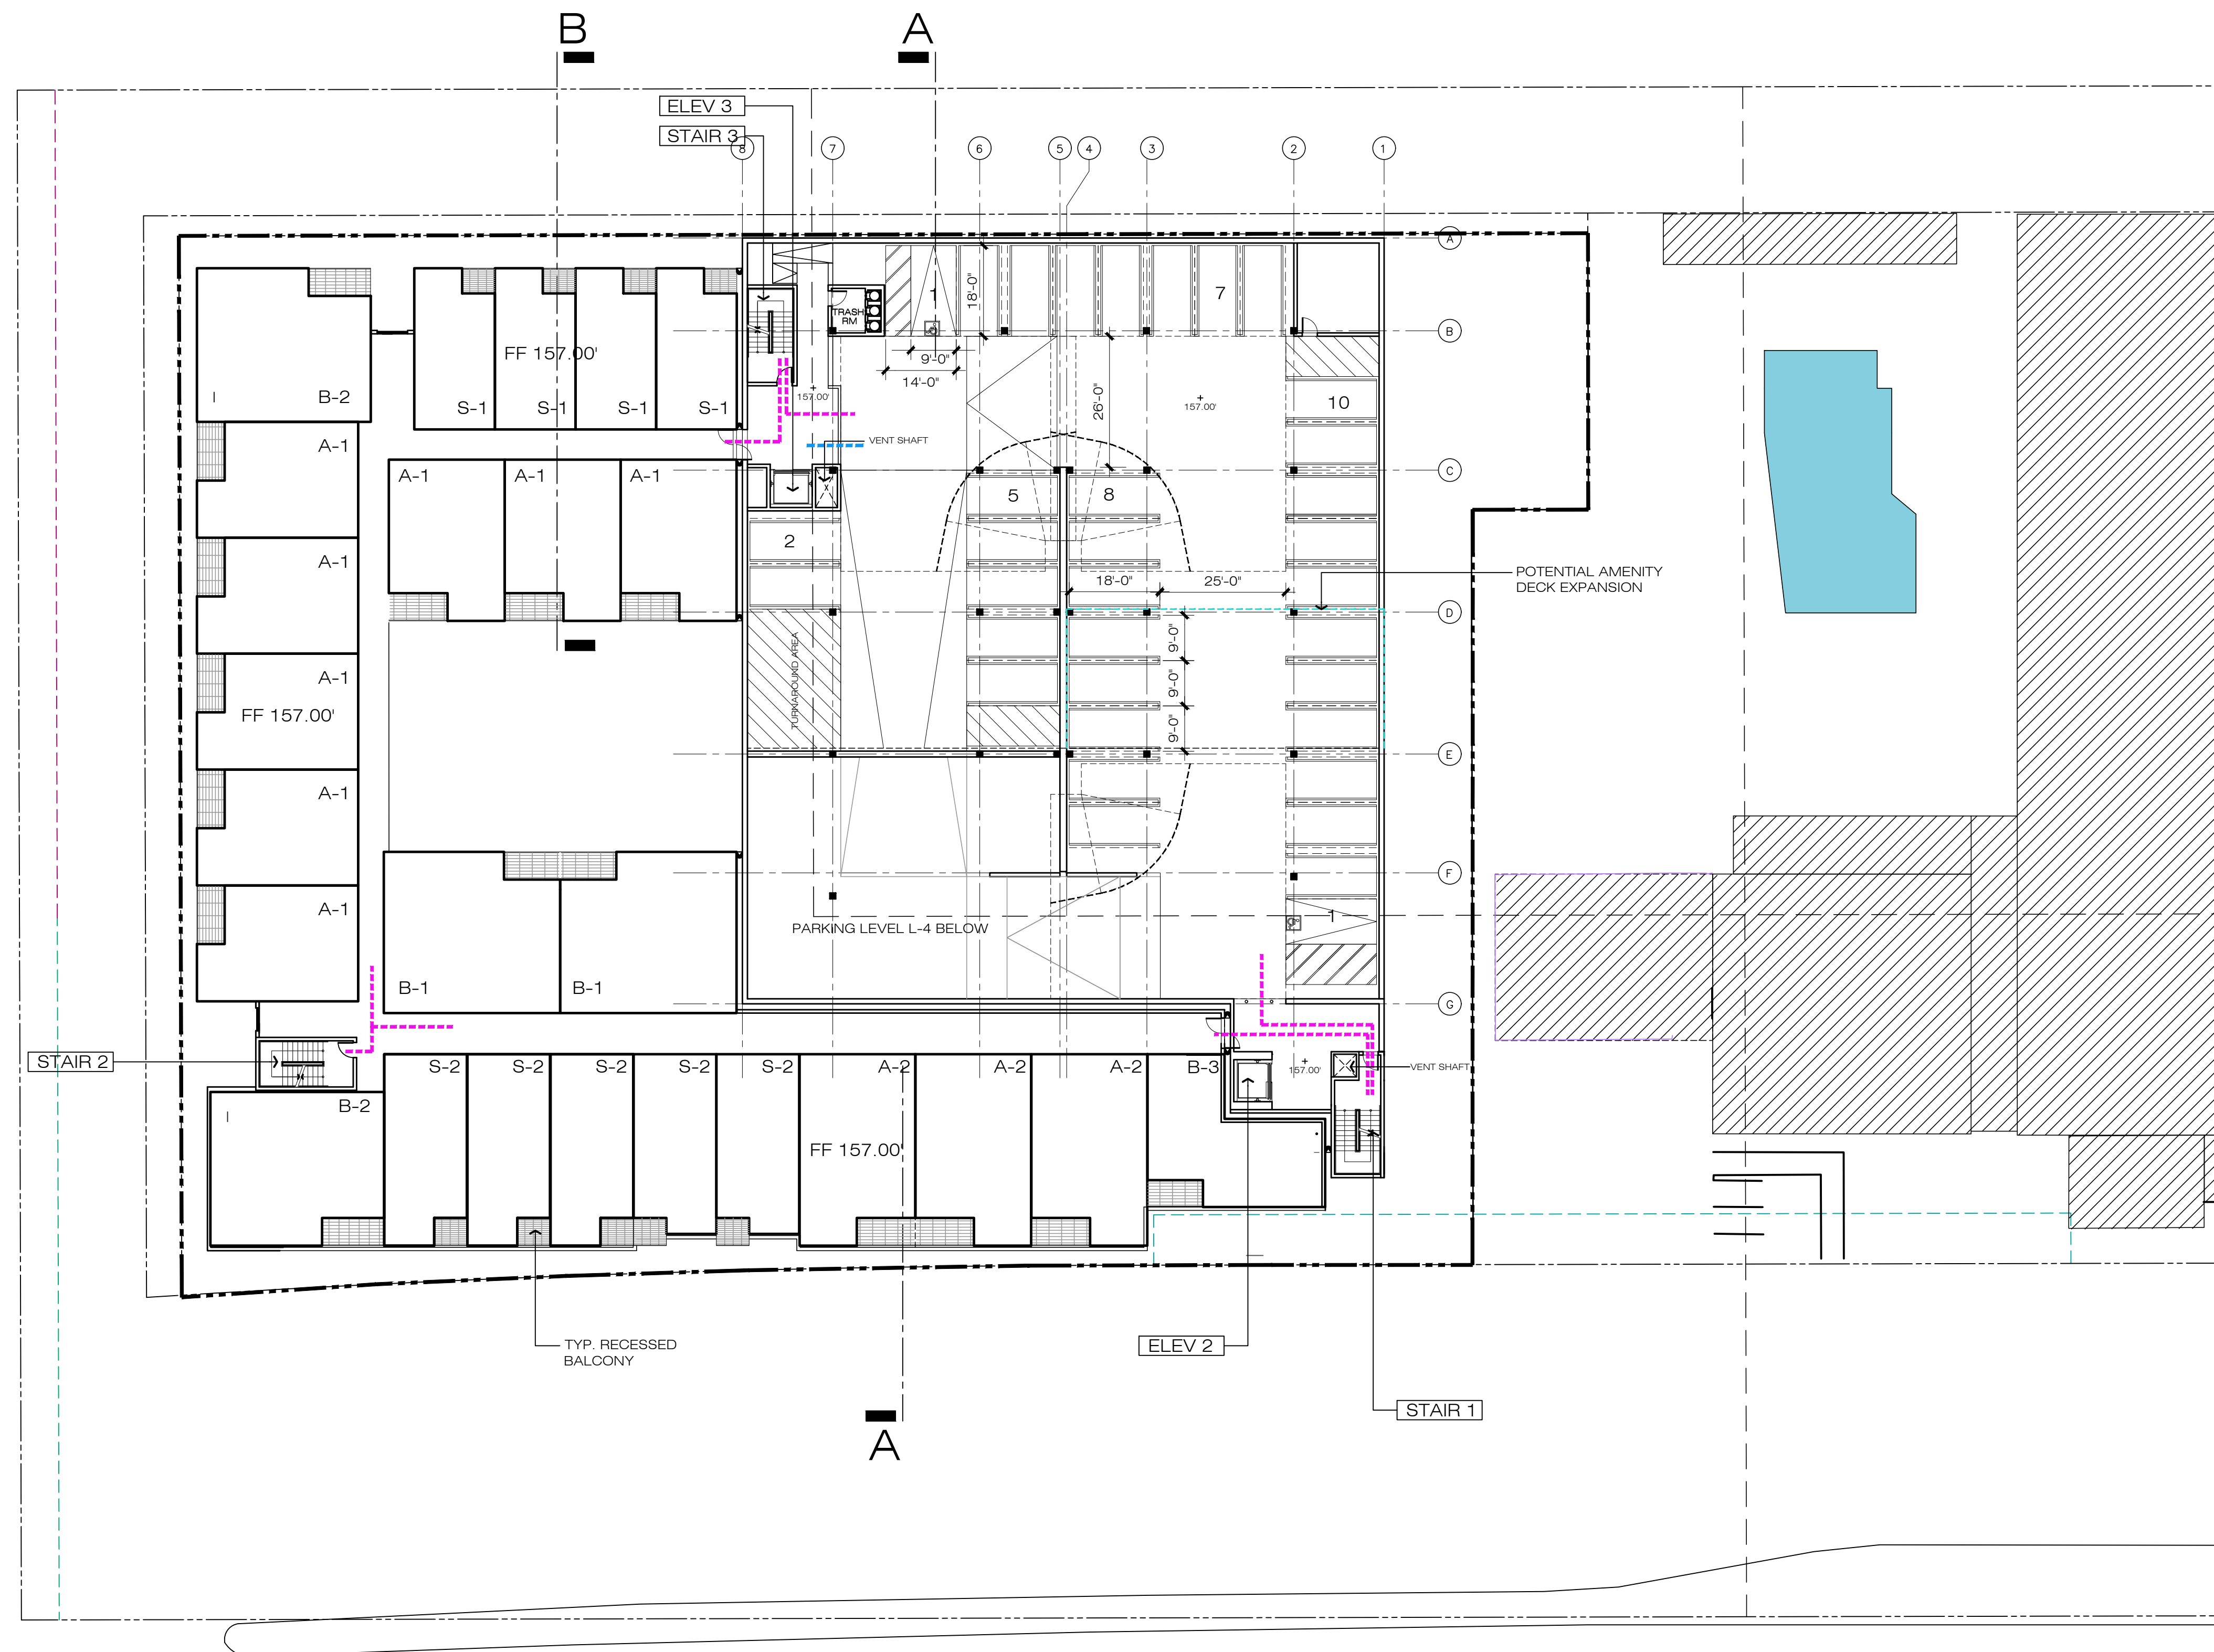 B
A
ELEV 3
STAIR 3
8
7
6
5
4
3
2
1
A
1
18'-0"
7
TRASH
RM
B
FF 157.00'
9'-0"
14'-0"
26'-0"
B-2
S-1
S-1
S-1
S-1
157.00'
157.00'
10
A-1
VENT SHAFT
C
A-1
A-1
A-1
5
8
2
A-1
18'-0"
25'-0"
POTENTIAL AMENITY
DECK EXPANSION
D
9'-0"
A-1
TURNAROUND AREA
9'-0"
FF 157.00'
9'-0"
E
A-1
F
A-1
1
PARKING LEVEL L-4 BELOW
B-1
B-1
G
STAIR 2
S-2
S-2
S-2
S-2
S-2
A-2
A-2
A-2
B-3
157.00'
VENT SHAFT
B-2
FF 157.00'
TYP. RECESSED
BALCONY
ELEV 2
STAIR 1
A